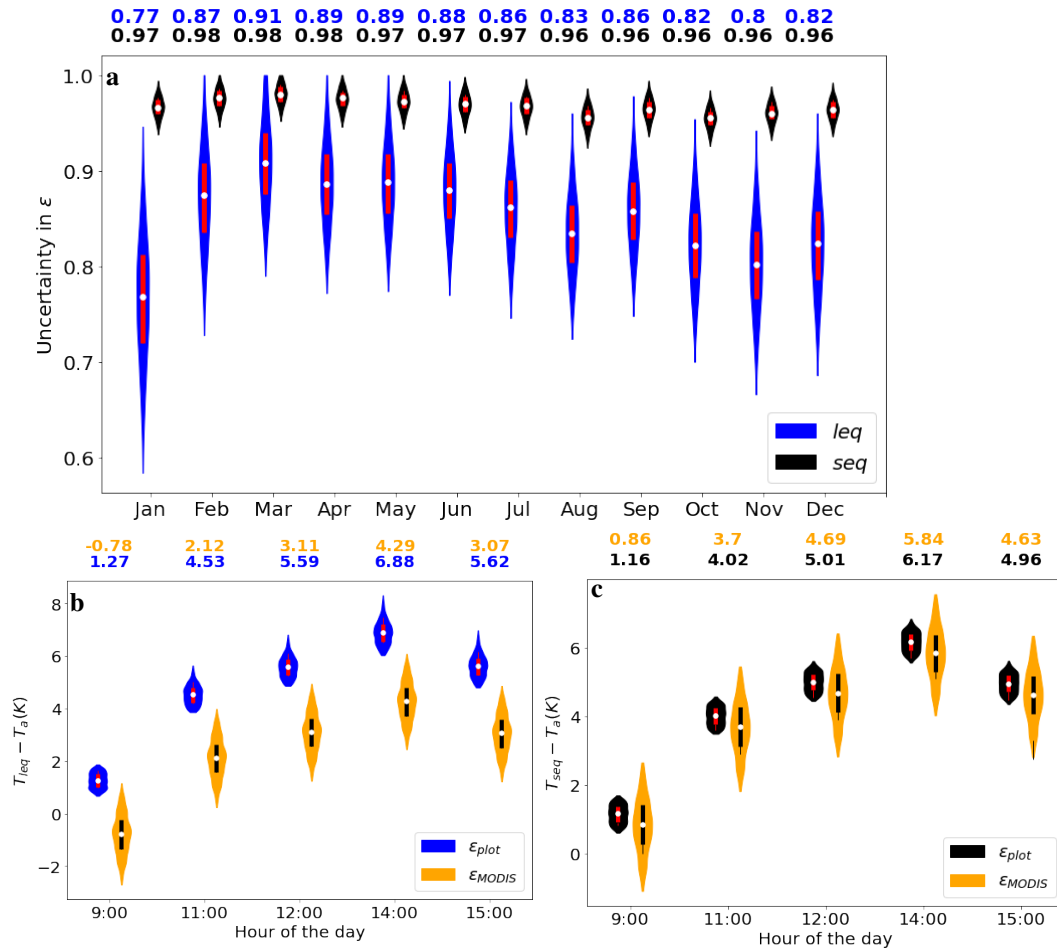 0.77 0.87 0.91 0.89 0.89 0.88 0.86 0.83 0.86 0.82 0.8 0.82
0.97 0.98 0.98 0.98 0.97 0.97 0.97 0.96 0.96 0.96 0.96 0.96
a
Uncertainty in ε
1.0
0.9
0.8
0.7
0.6
leq
seq
Jan Feb Mar Apr May Jun Jul Aug Sep Oct Nov Dec
-0.78 2.12 3.11 4.29 3.07
1.27 4.53 5.59 6.88 5.62
b
T_leq − T_a(K)
8
6
4
2
0
−2
ε_plot
ε_MODIS
9:00 11:00 12:00 14:00 15:00
Hour of the day
0.86 3.7 4.69 5.84 4.63
1.16 4.02 5.01 6.17 4.96
c
T_seq − T_a(K)
6
4
2
0
ε_plot
ε_MODIS
9:00 11:00 12:00 14:00 15:00
Hour of the day